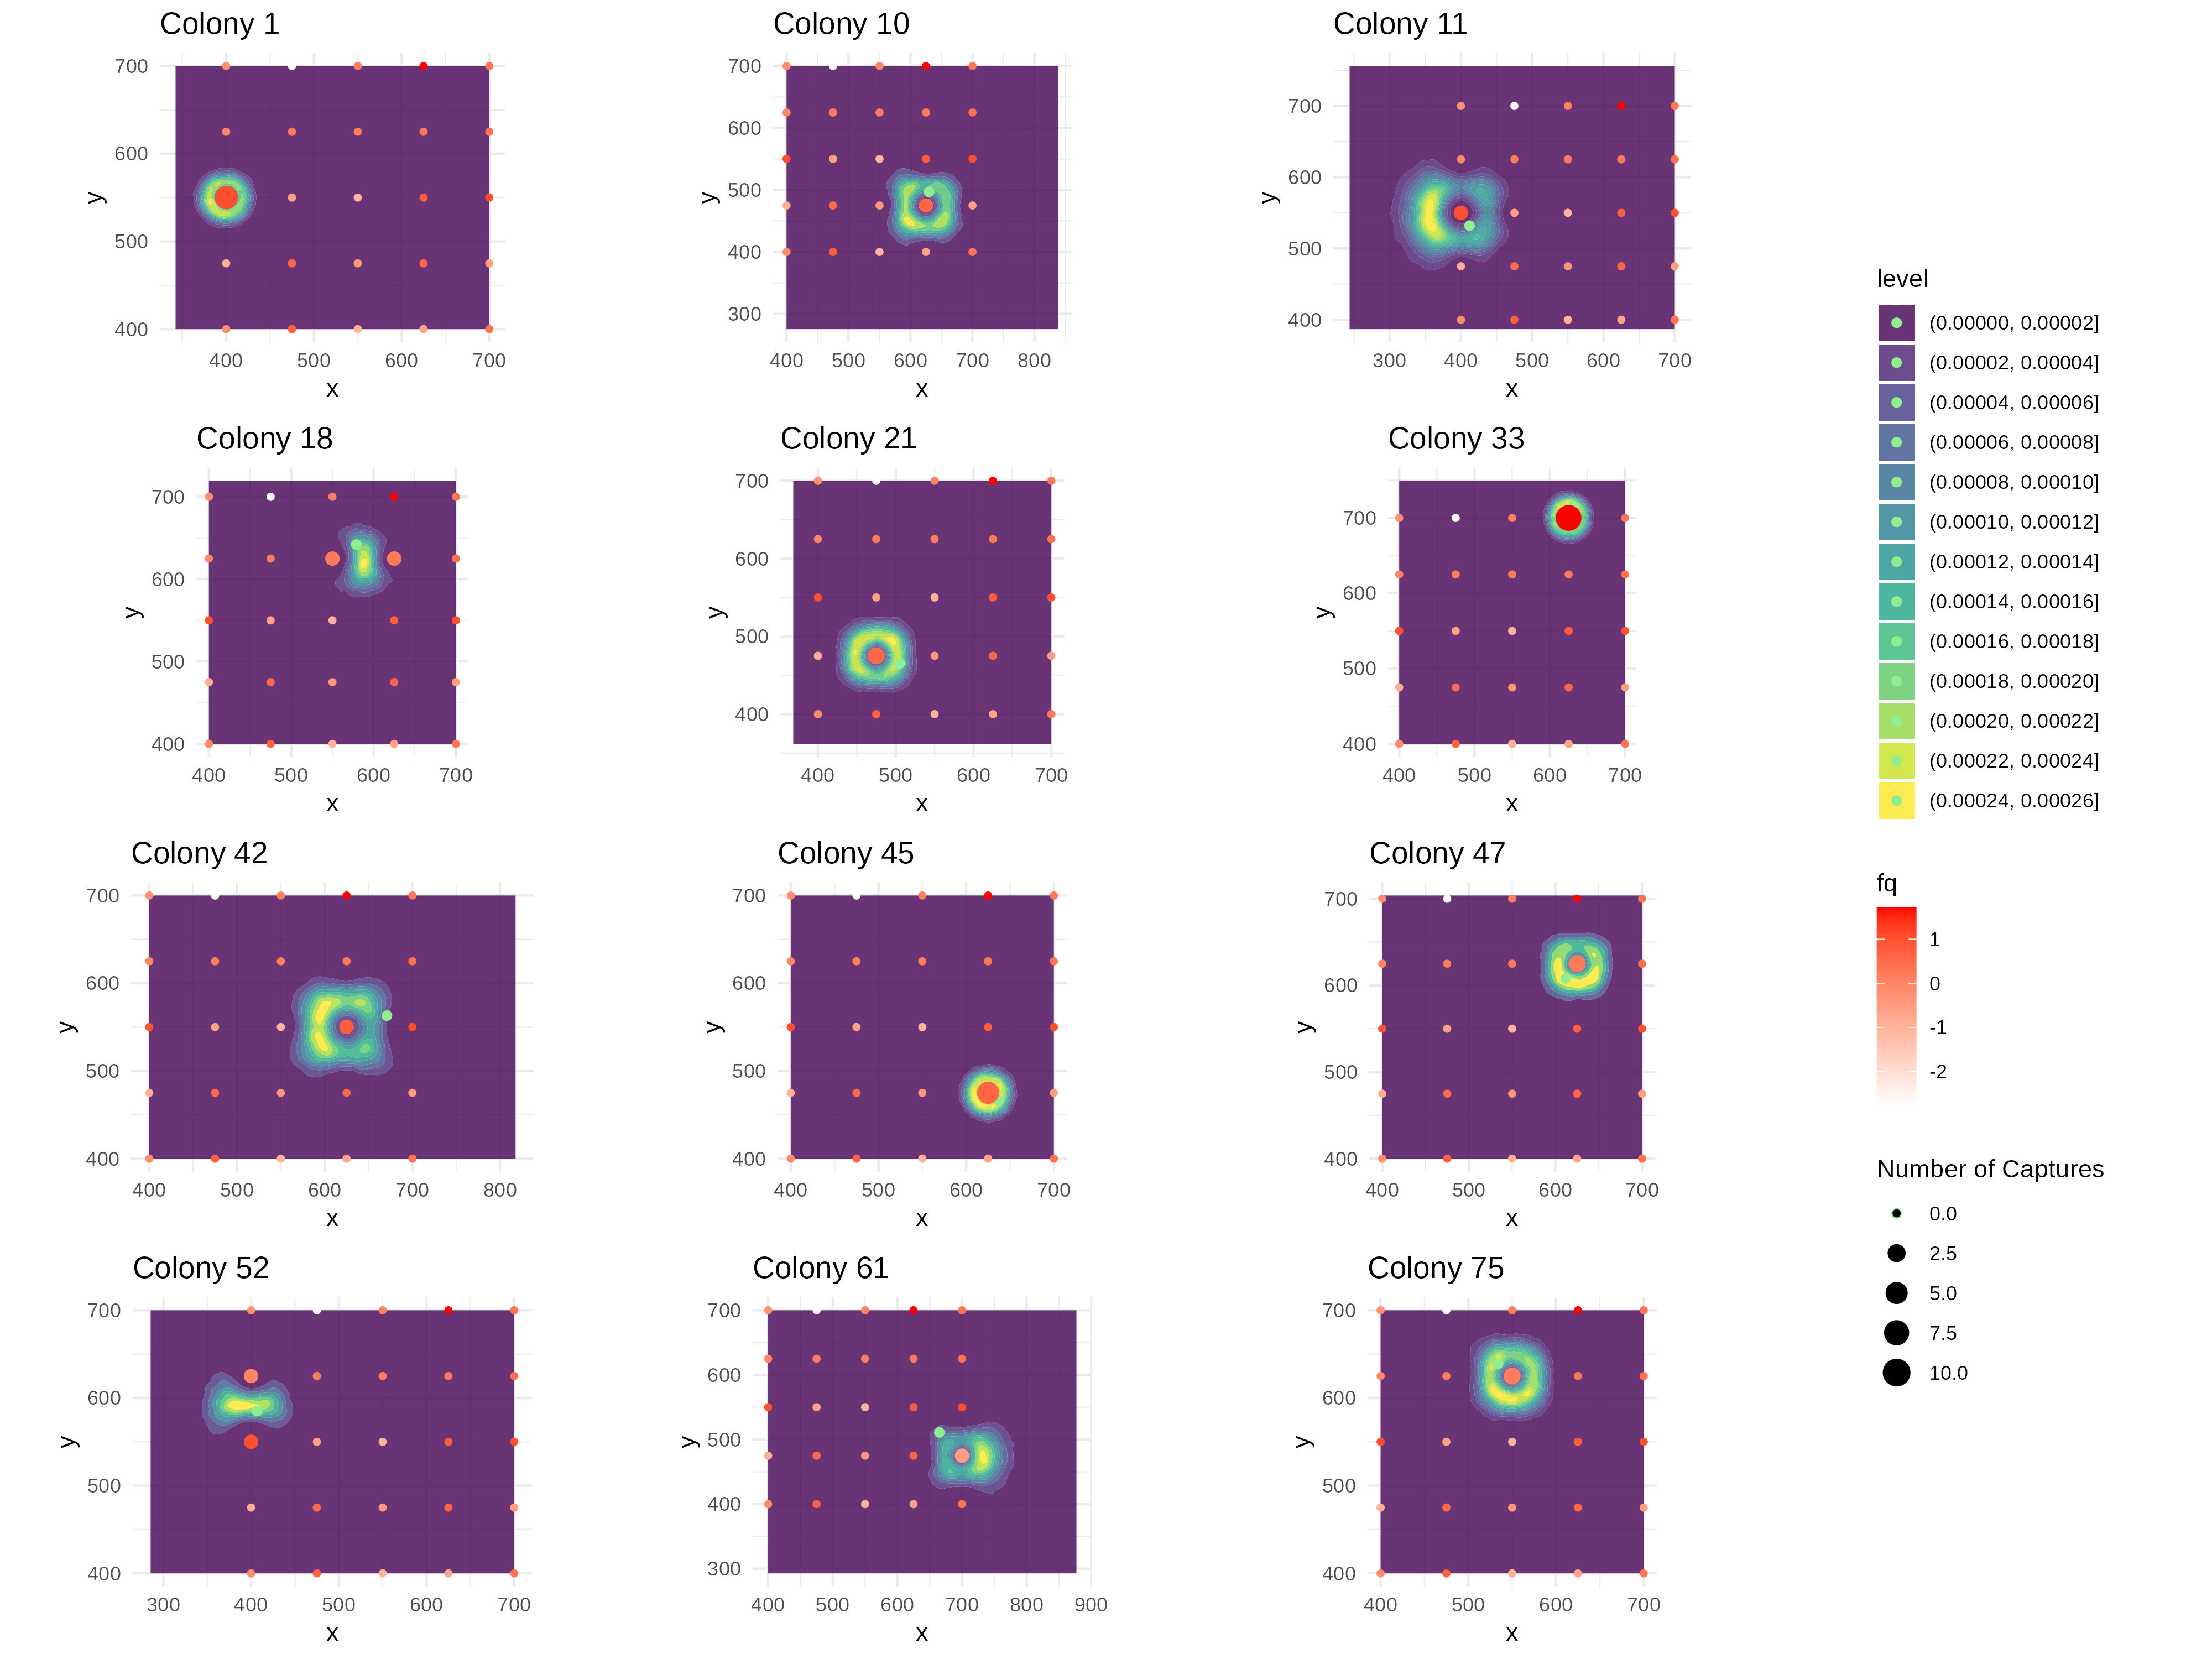 Colony 1
700
600
500
400
y
400 500 600 700
x
Colony 10
700
600
500
400
300
y
400 500 600 700 800
x
Colony 11
700
600
500
400
y
300 400 500 600 700
x
Colony 18
700
600
500
400
y
400 500 600 700
x
Colony 21
700
600
500
400
y
400 500 600 700
x
Colony 33
700
600
500
400
y
400 500 600 700
x
Colony 42
700
600
500
400
y
400 500 600 700 800
x
Colony 45
700
600
500
400
y
400 500 600 700
x
Colony 47
700
600
500
400
y
400 500 600 700
x
Colony 52
700
600
500
400
y
300 400 500 600 700
x
Colony 61
700
600
500
400
300
y
400 500 600 700 800 900
x
Colony 75
700
600
500
400
y
400 500 600 700
x
level
(0.00000, 0.00002]
(0.00002, 0.00004]
(0.00004, 0.00006]
(0.00006, 0.00008]
(0.00008, 0.00010]
(0.00010, 0.00012]
(0.00012, 0.00014]
(0.00014, 0.00016]
(0.00016, 0.00018]
(0.00018, 0.00020]
(0.00020, 0.00022]
(0.00022, 0.00024]
(0.00024, 0.00026]
fq
1
0
-1
-2
Number of Captures
0.0
2.5
5.0
7.5
10.0